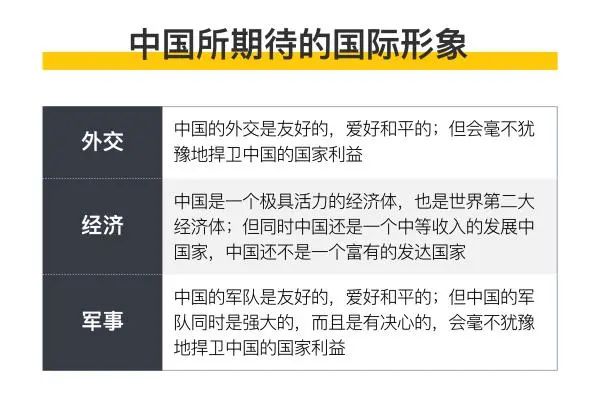 中国所期待的国际形象
外交
中国的外交是友好的，爱好和平的；但会毫不犹
豫地捍卫中国的国家利益
经济
中国是一个极具活力的经济体，也是世界第二大
经济体；但同时中国还是一个中等收入的发展中
国家，中国还不是一个富有的发达国家
军事
中国的军队是友好的，爱好和平的；但中国的军
队同时是强大的，而且是有决心的，会毫不犹豫
地捍卫中国的国家利益